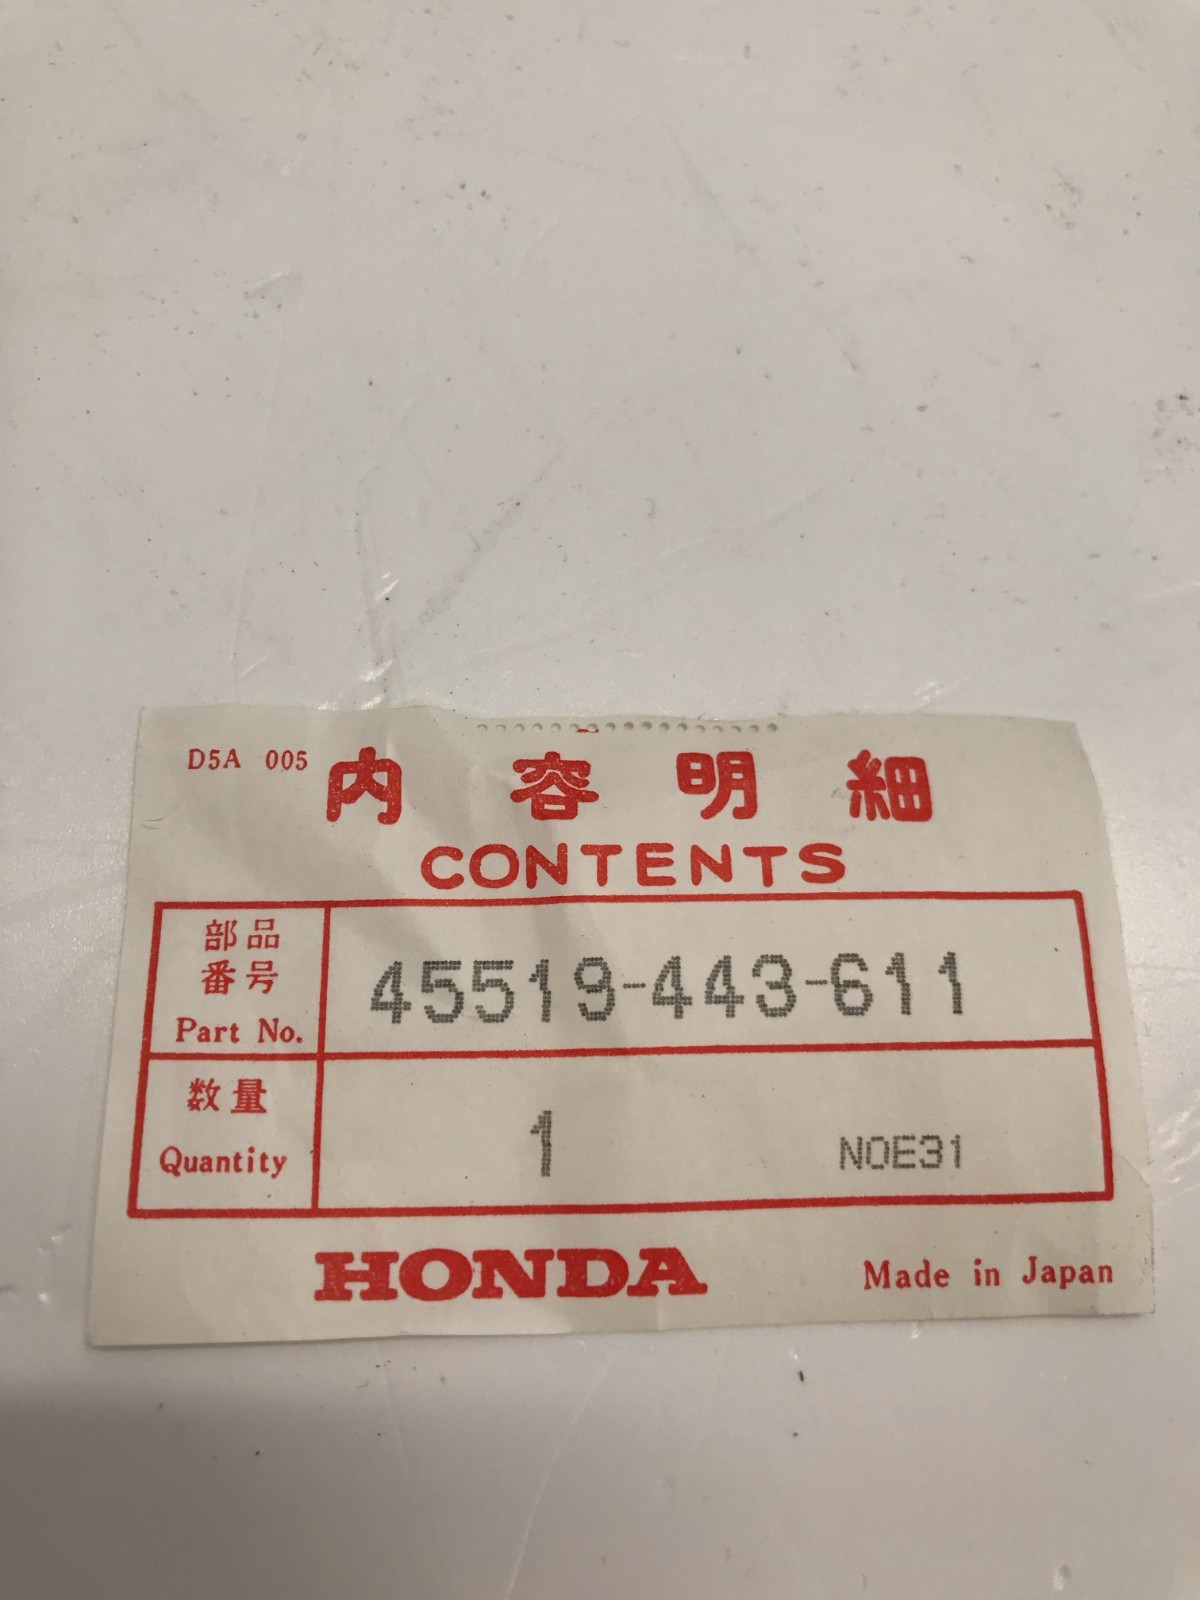 D5A 005
内容明細
CONTENTS
部品
番号
Part No.
45519-443-611
数量
Quantity
1
N0E31
HONDA
Made in Japan